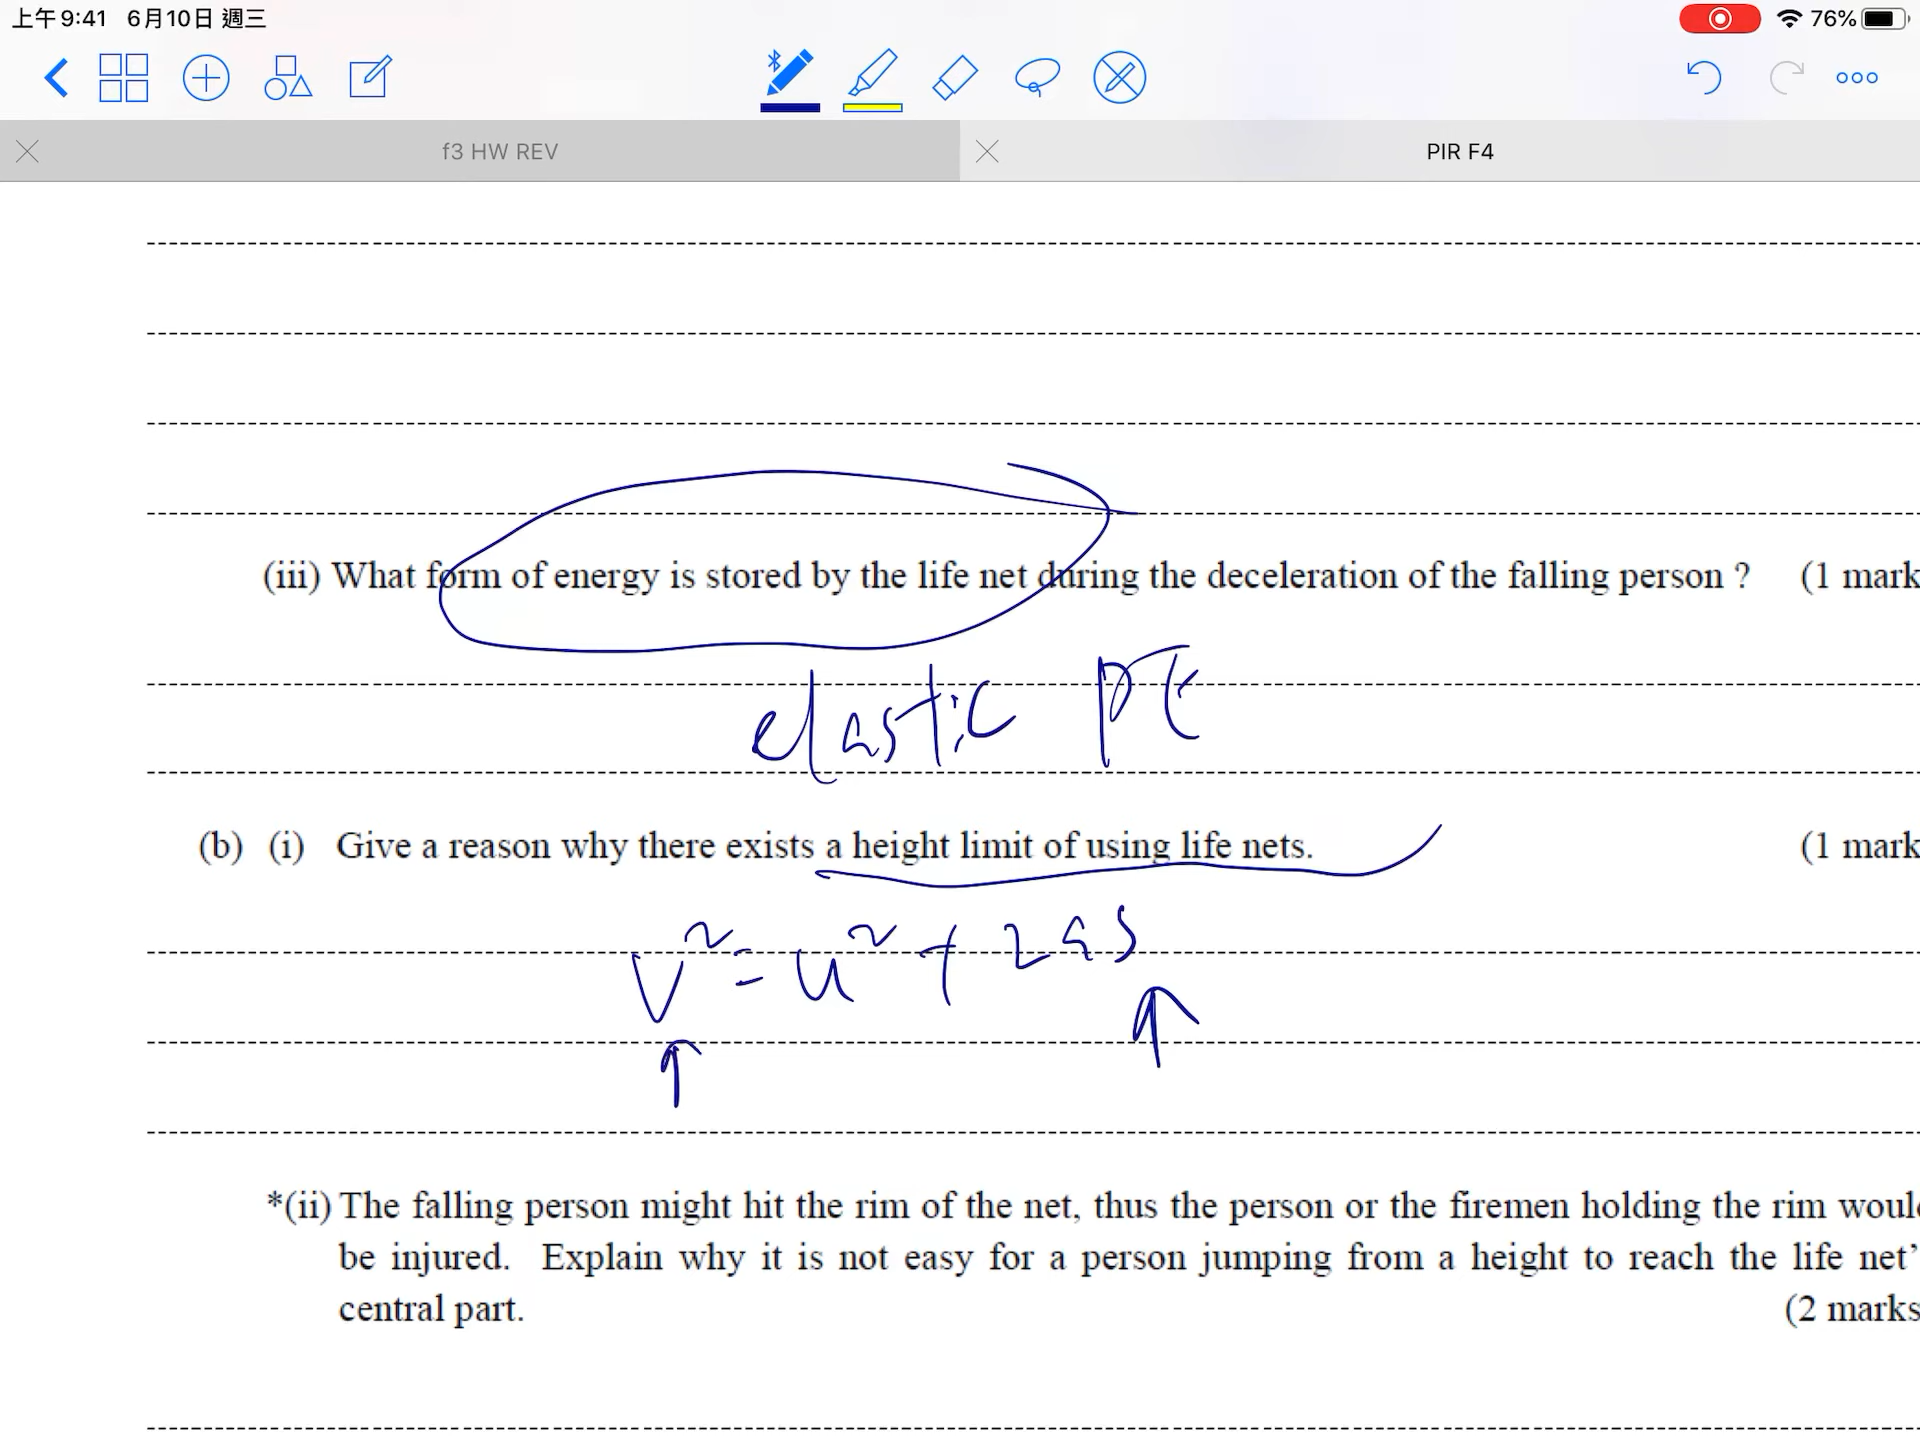 上午9:41 6月10日 週三
76%
f3 HW REV
PIR F4
(iii) What form of energy is stored by the life net during the deceleration of the falling person ? (1 mark
elastic PE
(b) (i) Give a reason why there exists a height limit of using life nets. (1 mark
v² = u² + 2as
↑ ↑
*(ii) The falling person might hit the rim of the net, thus the person or the firemen holding the rim would
be injured. Explain why it is not easy for a person jumping from a height to reach the life net'
central part. (2 marks